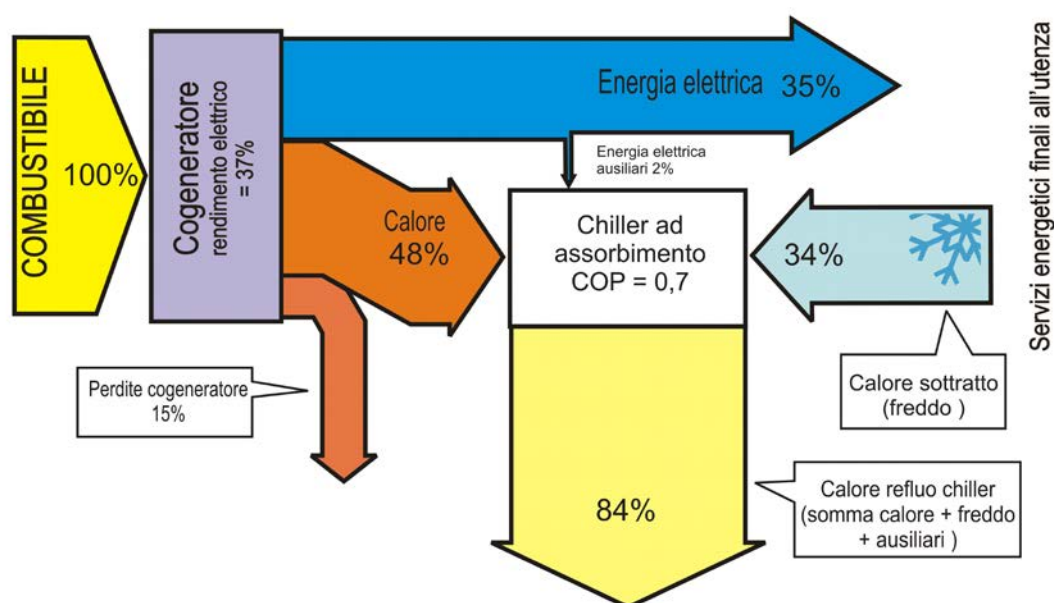 COMBUSTIBILE
100%
Cogeneratore
rendimento elettrico
= 37%
Energia elettrica 35%
Energia elettrica
ausiliari 2%
Calore
48%
Chiller ad
assorbimento
COP = 0,7
34%
Servizi energetici finali all'utenza
Perdite cogeneratore
15%
Calore sottratto
(freddo )
84%
Calore refluo chiller
(somma calore + freddo
+ ausiliari )